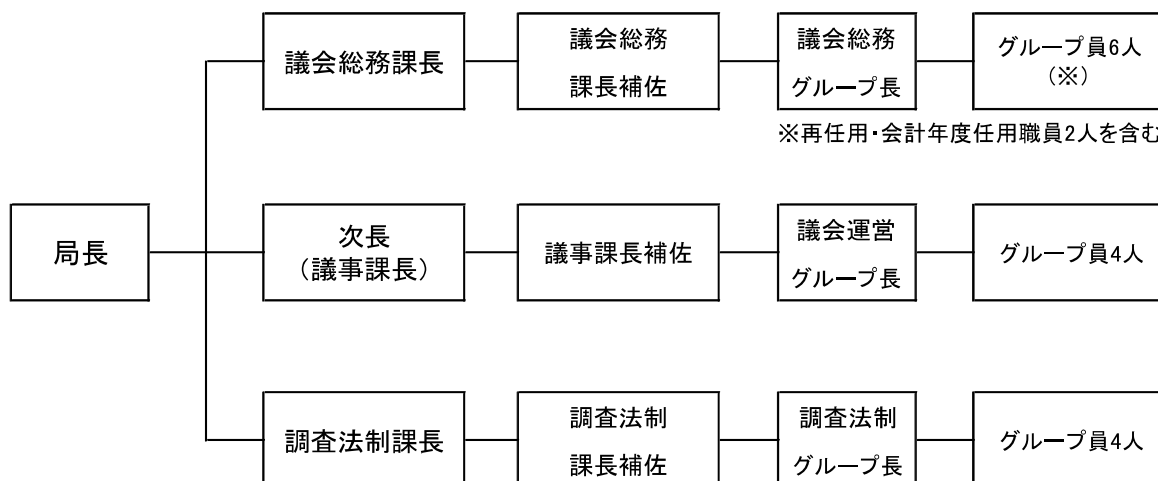 議会総務課長
議会総務
課長補佐
議会総務
グループ長
グループ員6人
(※)
※再任用・会計年度任用職員2人を含む
局長
次長
(議事課長)
議事課長補佐
議会運営
グループ長
グループ員4人
調査法制課長
調査法制
課長補佐
調査法制
グループ長
グループ員4人